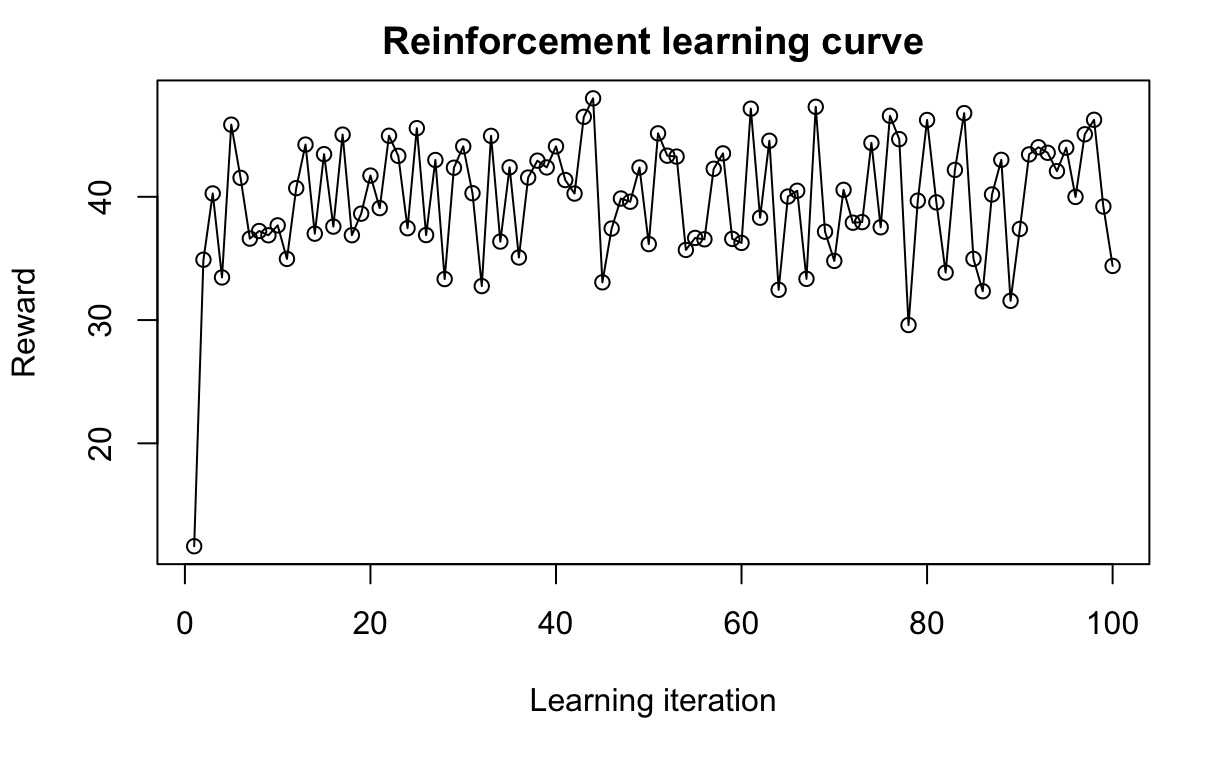 Reinforcement learning curve
Reward
40
30
20
0 20 40 60 80 100
Learning iteration